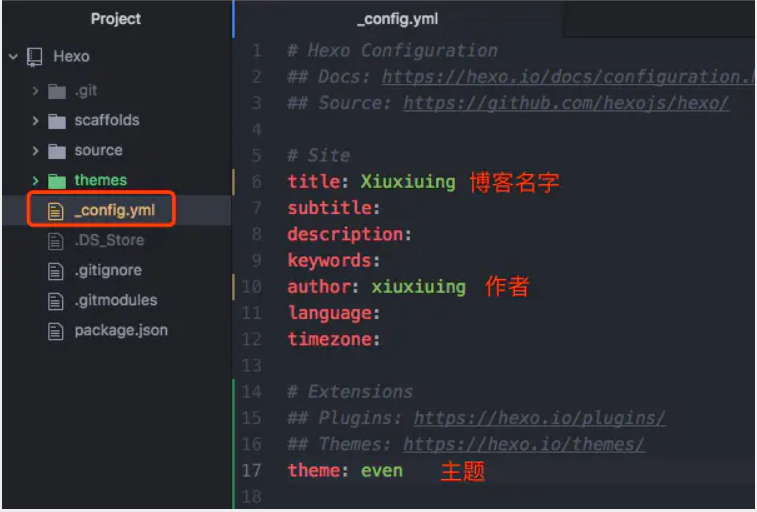 Project
Hexo
.git
scaffolds
source
themes
_config.yml
.DS_Store
.gitignore
.gitmodules
package.json
_config.yml
1 # Hexo Configuration
2 ## Docs: https://hexo.io/docs/configuration.
3 ## Source: https://github.com/hexojs/hexo/
4
5 # Site
6 title: Xiuxiuing 博客名字
7 subtitle:
8 description:
9 keywords:
10 author: xiuxiuing 作者
11 language:
12 timezone:
13
14 # Extensions
15 ## Plugins: https://hexo.io/plugins/
16 ## Themes: https://hexo.io/themes/
17 theme: even 主题
18